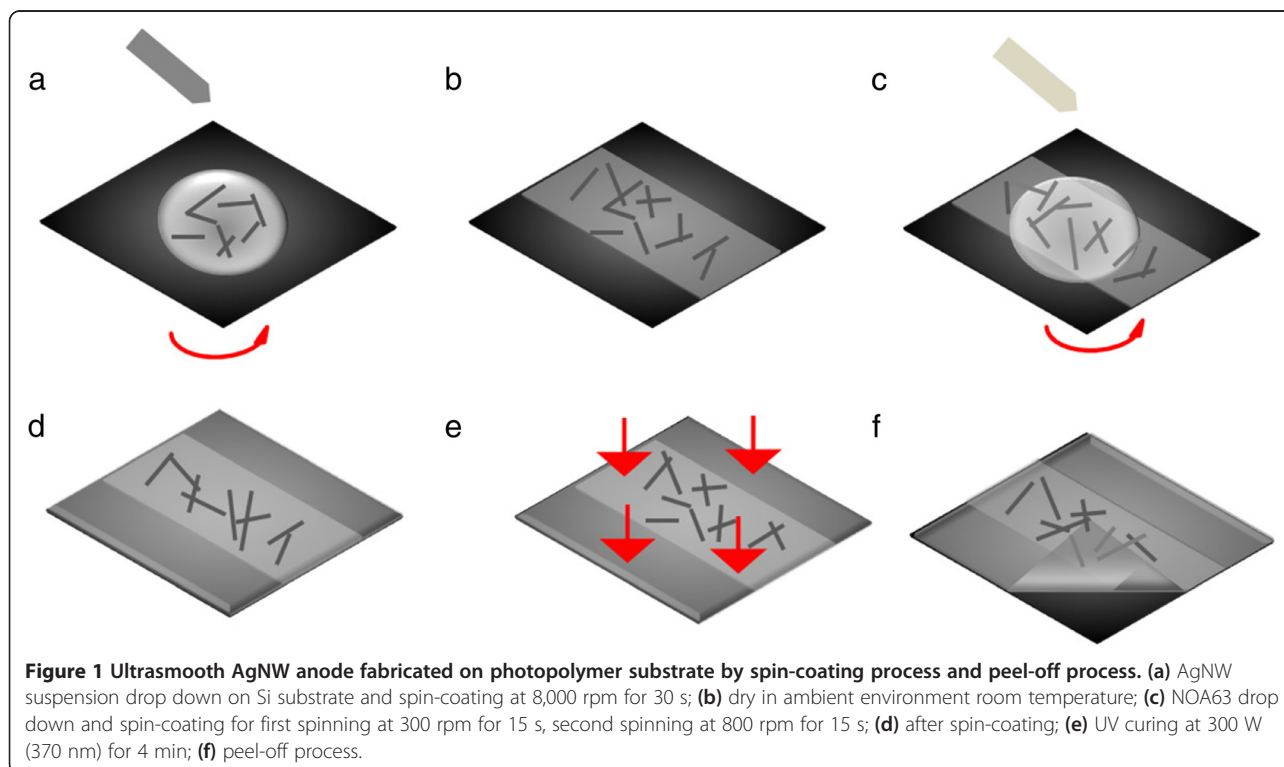 a
b
c
d
e
f
Figure 1 Ultrasmooth AgNW anode fabricated on photopolymer substrate by spin-coating process and peel-off process. (a) AgNW
suspension drop down on Si substrate and spin-coating at 8,000 rpm for 30 s; (b) dry in ambient environment room temperature; (c) NOA63 drop
down and spin-coating for first spinning at 300 rpm for 15 s, second spinning at 800 rpm for 15 s; (d) after spin-coating; (e) UV curing at 300 W
(370 nm) for 4 min; (f) peel-off process.